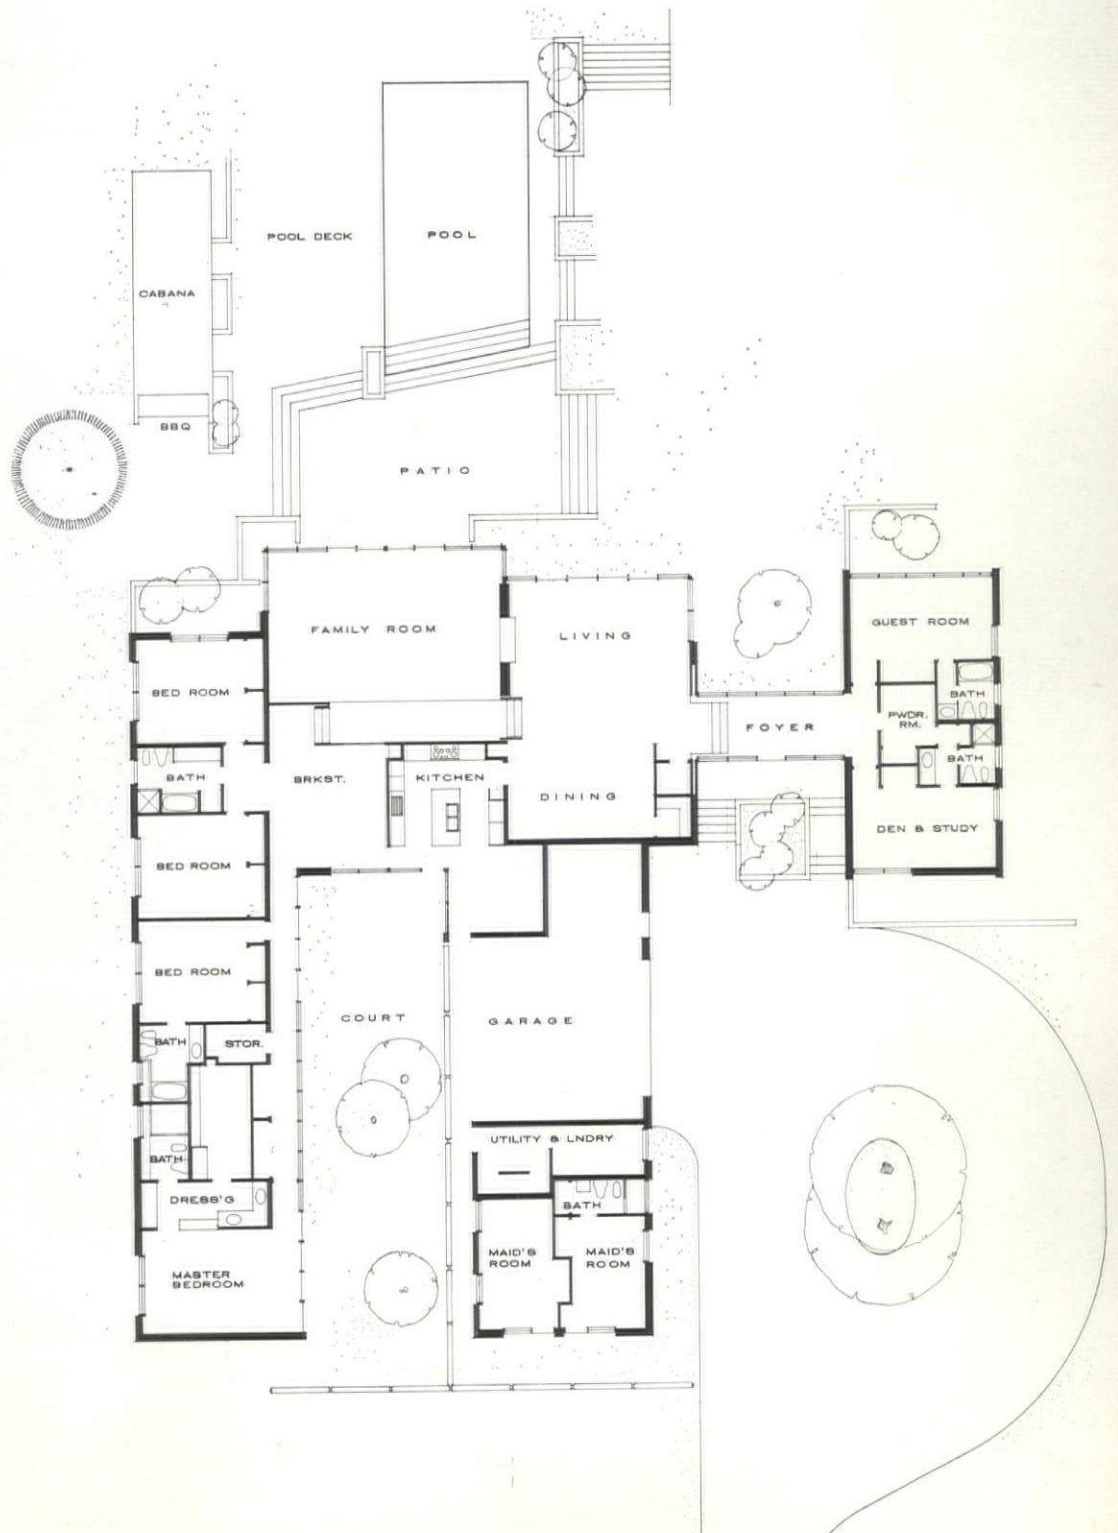 POOL DECK
POOL
CABANA
BBQ
PATIO
FAMILY ROOM
LIVING
GUEST ROOM
BED ROOM
BATH
PWDR.
RM.
FOYER
BATH
BATH
BRKST.
KITCHEN
DINING
DEN & STUDY
BED ROOM
BED ROOM
COURT
GARAGE
BATH
STOR.
UTILITY & LNDRY
BATH
DRESS'G
BATH
MAID'S
ROOM
MAID'S
ROOM
MASTER
BEDROOM